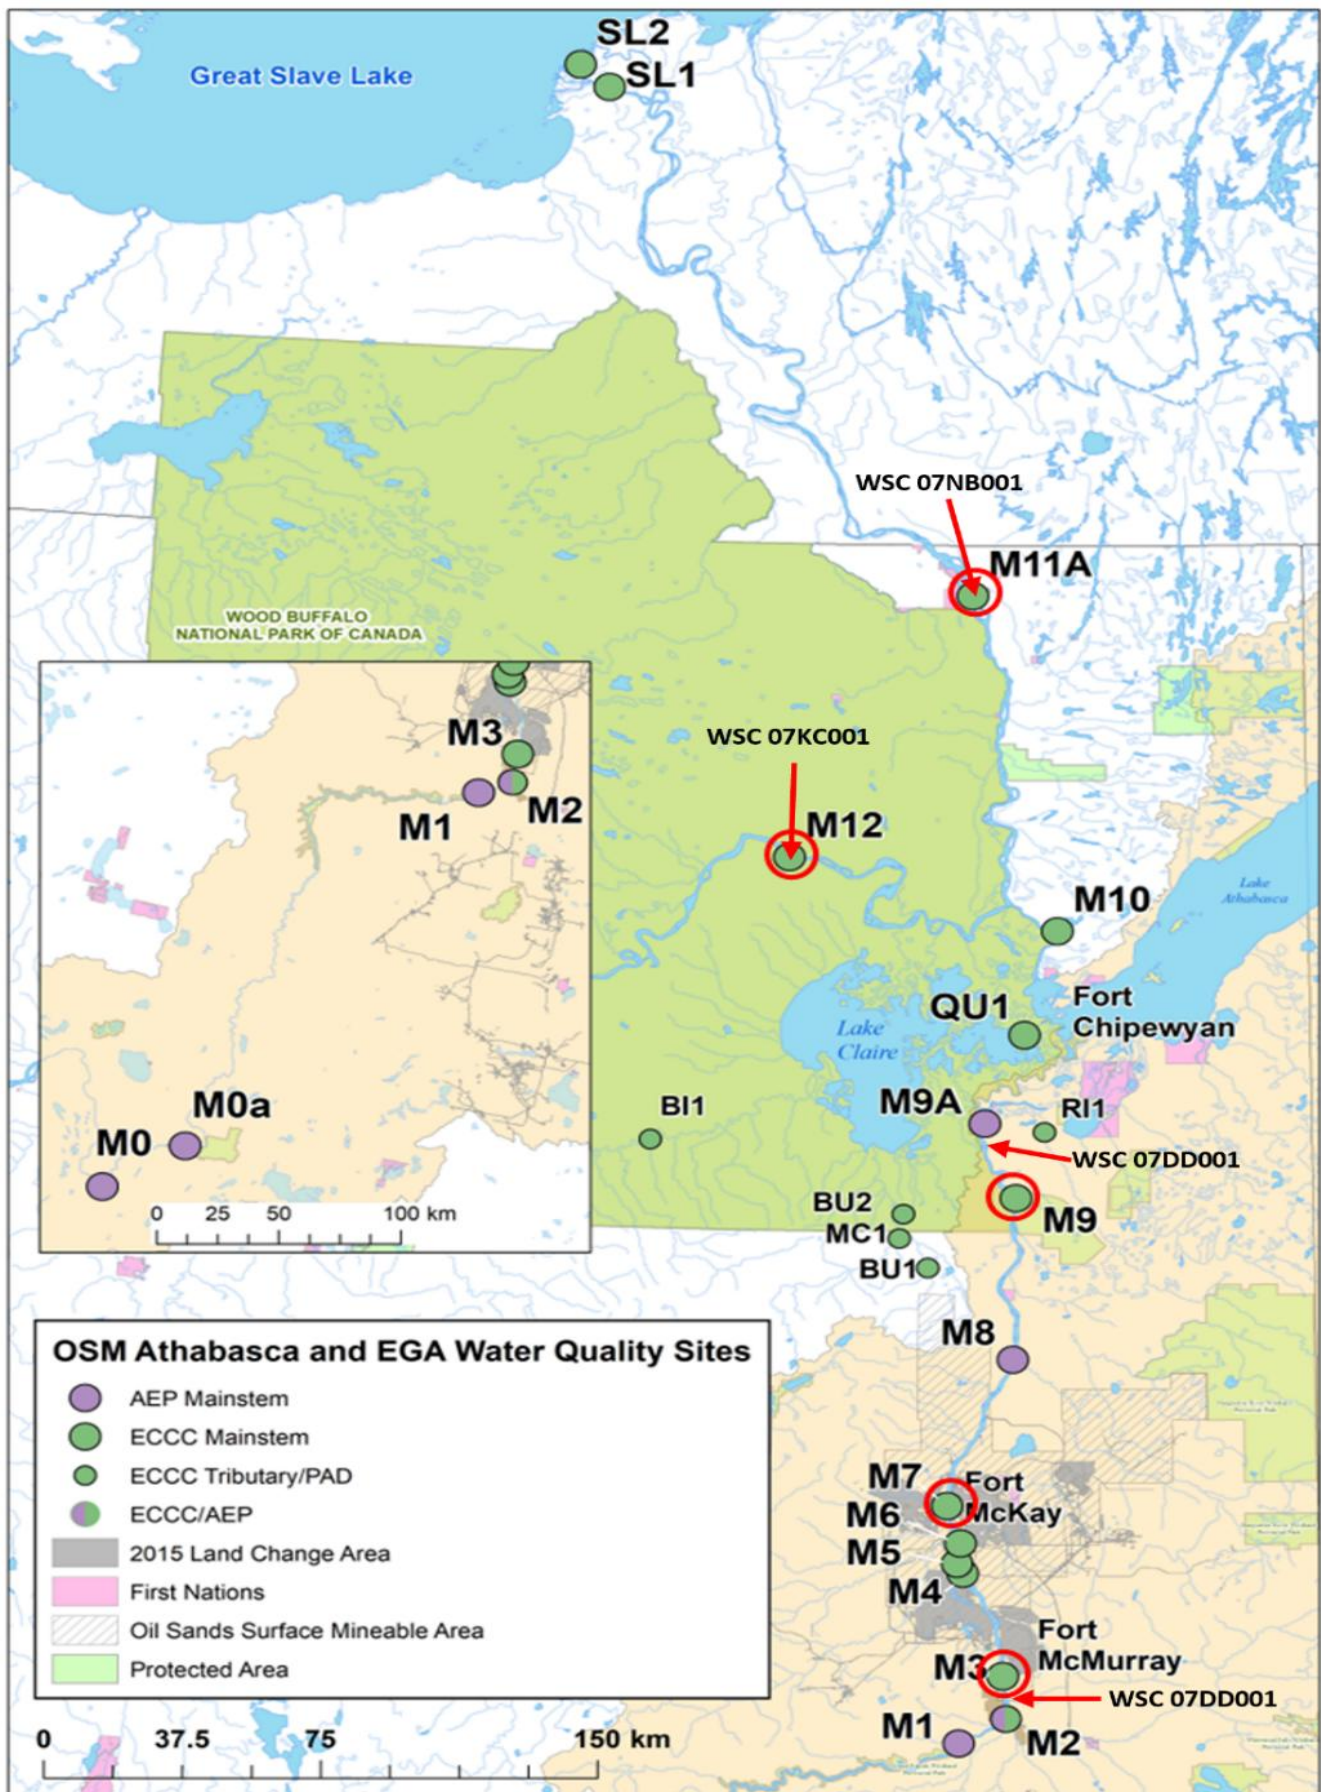 SL2
Great Slave Lake
SL1
WSC 07NB001
M11A
WOOD BUFFALO
NATIONAL PARK OF CANADA
WSC 07KC001
M12
M3
M1
M2
M10
Lake
Athabasca
QU1
Fort
Chipewyan
Lake
Claire
M0a
M0
BI1
M9A
RI1
WSC 07DD001
0 25 50 100 km
BU2
MC1
BU1
M9
M8
OSM Athabasca and EGA Water Quality Sites
AEP Mainstem
ECCC Mainstem
ECCC Tributary/PAD
ECCC/AEP
2015 Land Change Area
First Nations
Oil Sands Surface Mineable Area
Protected Area
M7
Fort
McKay
M6
M5
M4
Fort
McMurray
M3
WSC 07DD001
M1
M2
0 37.5 75 150 km